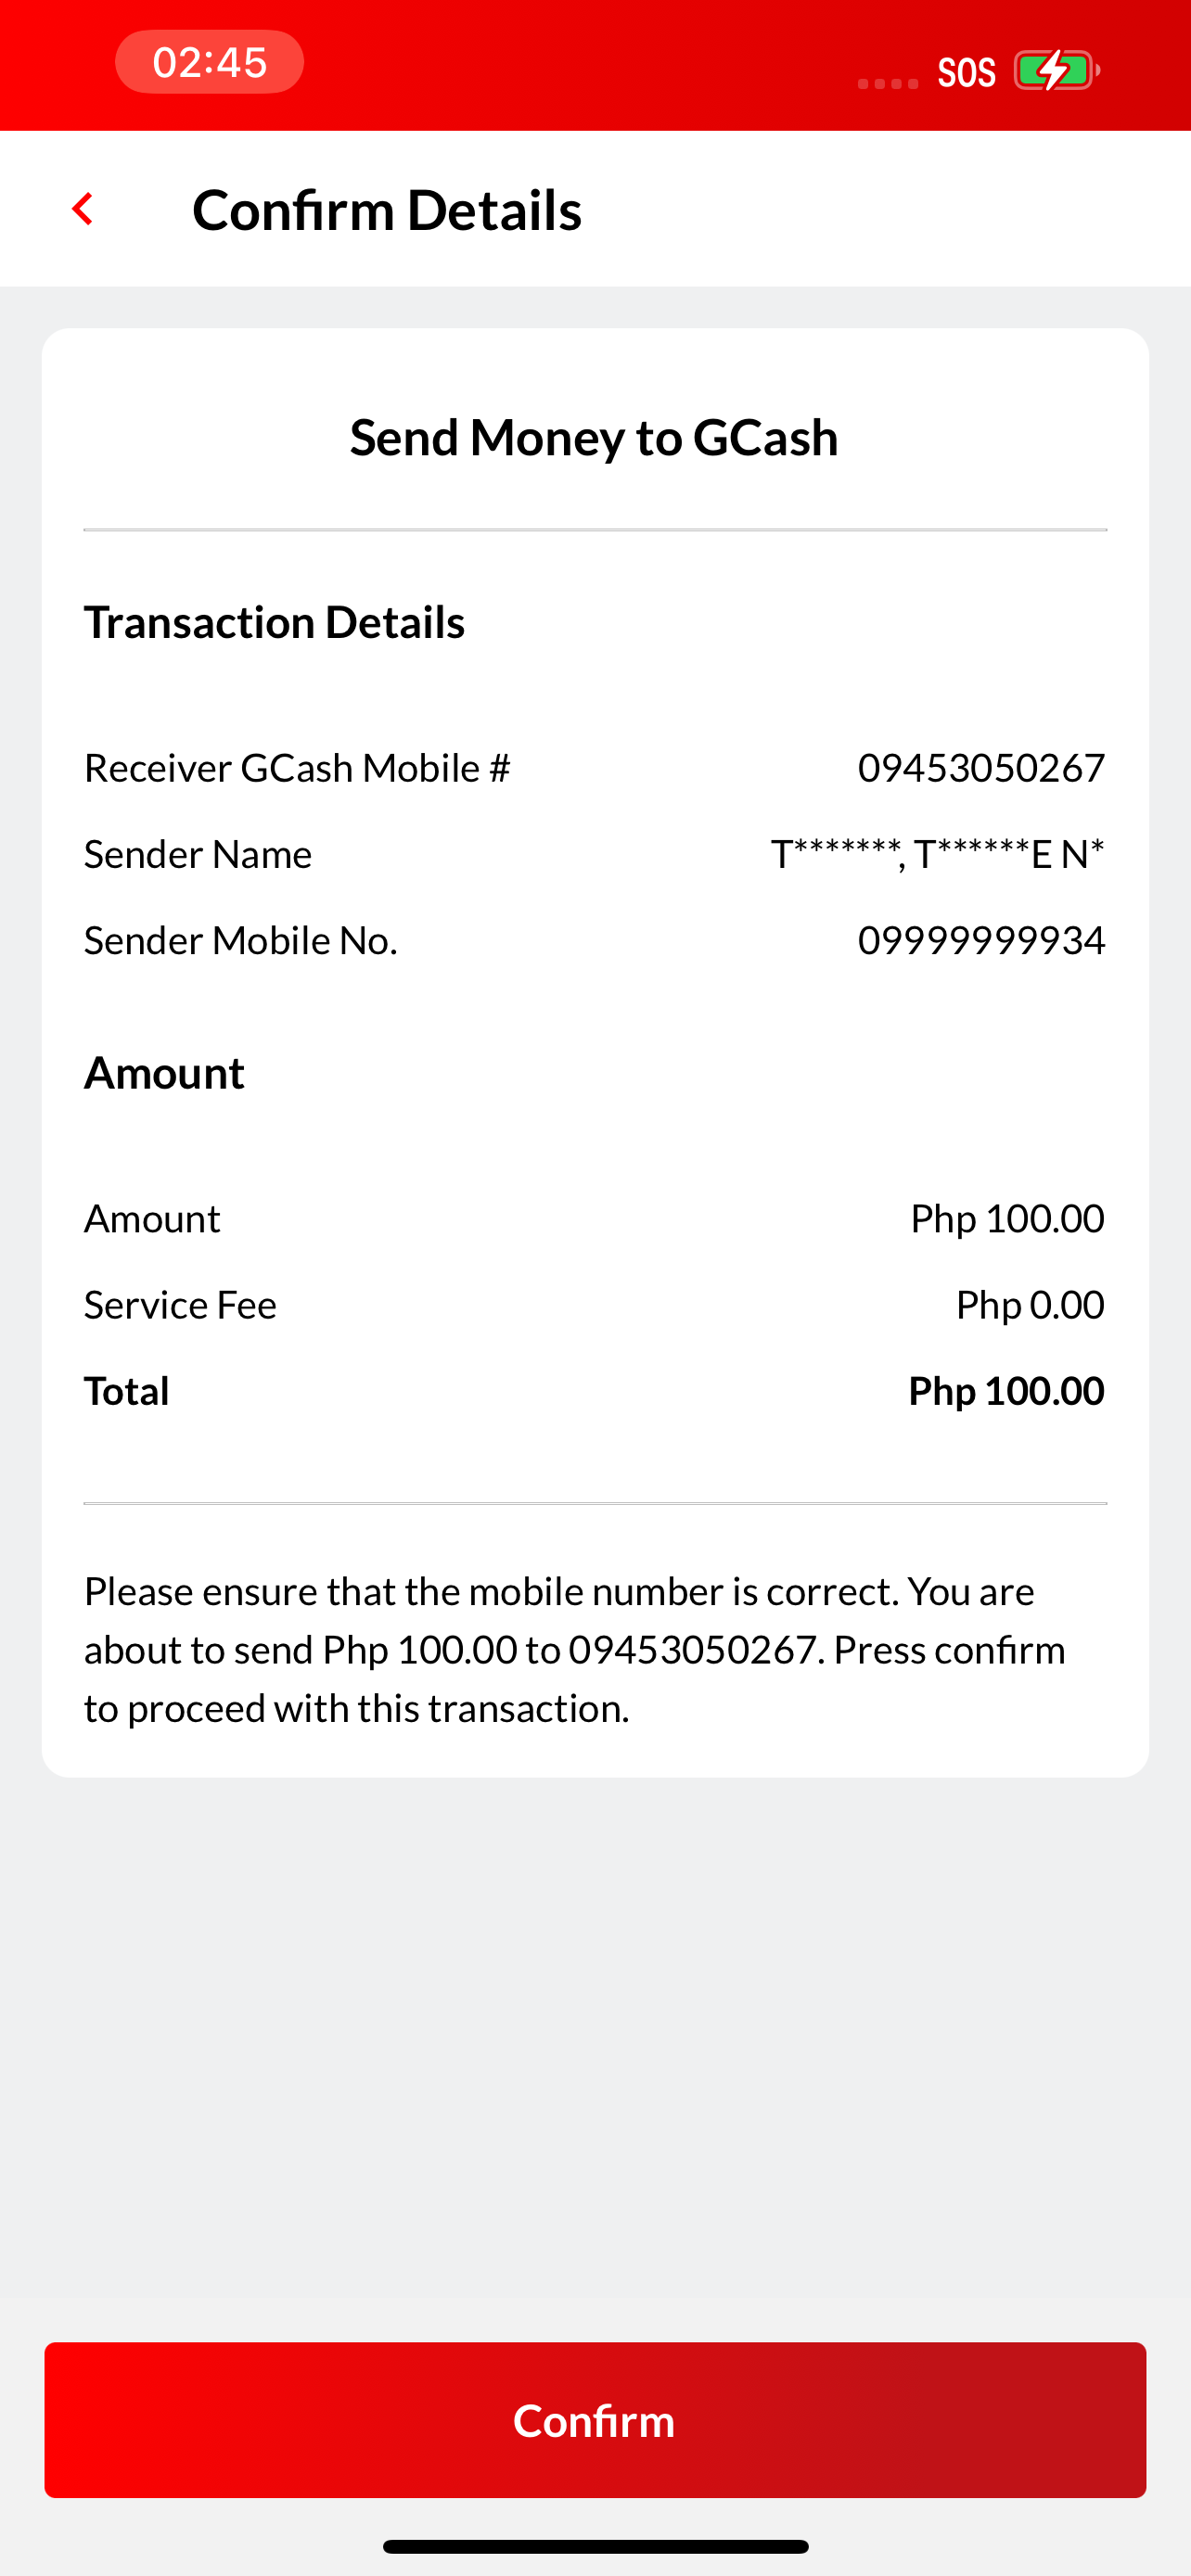 02:45
SOS
Confirm Details
Send Money to GCash
Transaction Details
Receiver GCash Mobile # 09453050267
Sender Name T*******, T******E N*
Sender Mobile No. 09999999934
Amount
Amount Php 100.00
Service Fee Php 0.00
Total Php 100.00
Please ensure that the mobile number is correct. You are
about to send Php 100.00 to 09453050267. Press confirm
to proceed with this transaction.
Confirm